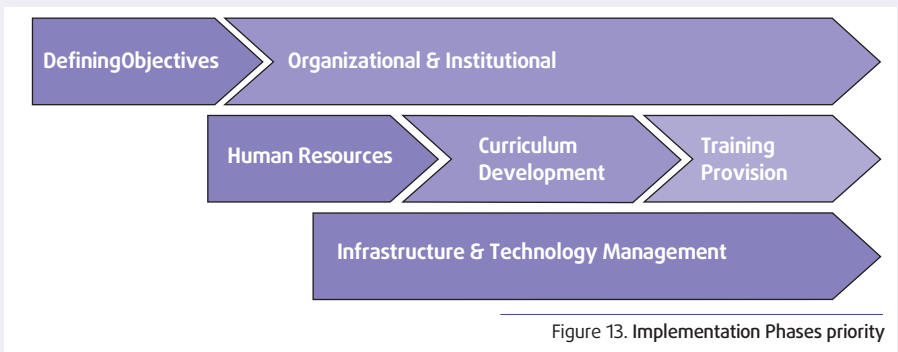 DefiningObjectives
Organizational & Institutional
Human Resources
Curriculum
Development
Training
Provision
Infrastructure & Technology Management
Figure 13. Implementation Phases priority